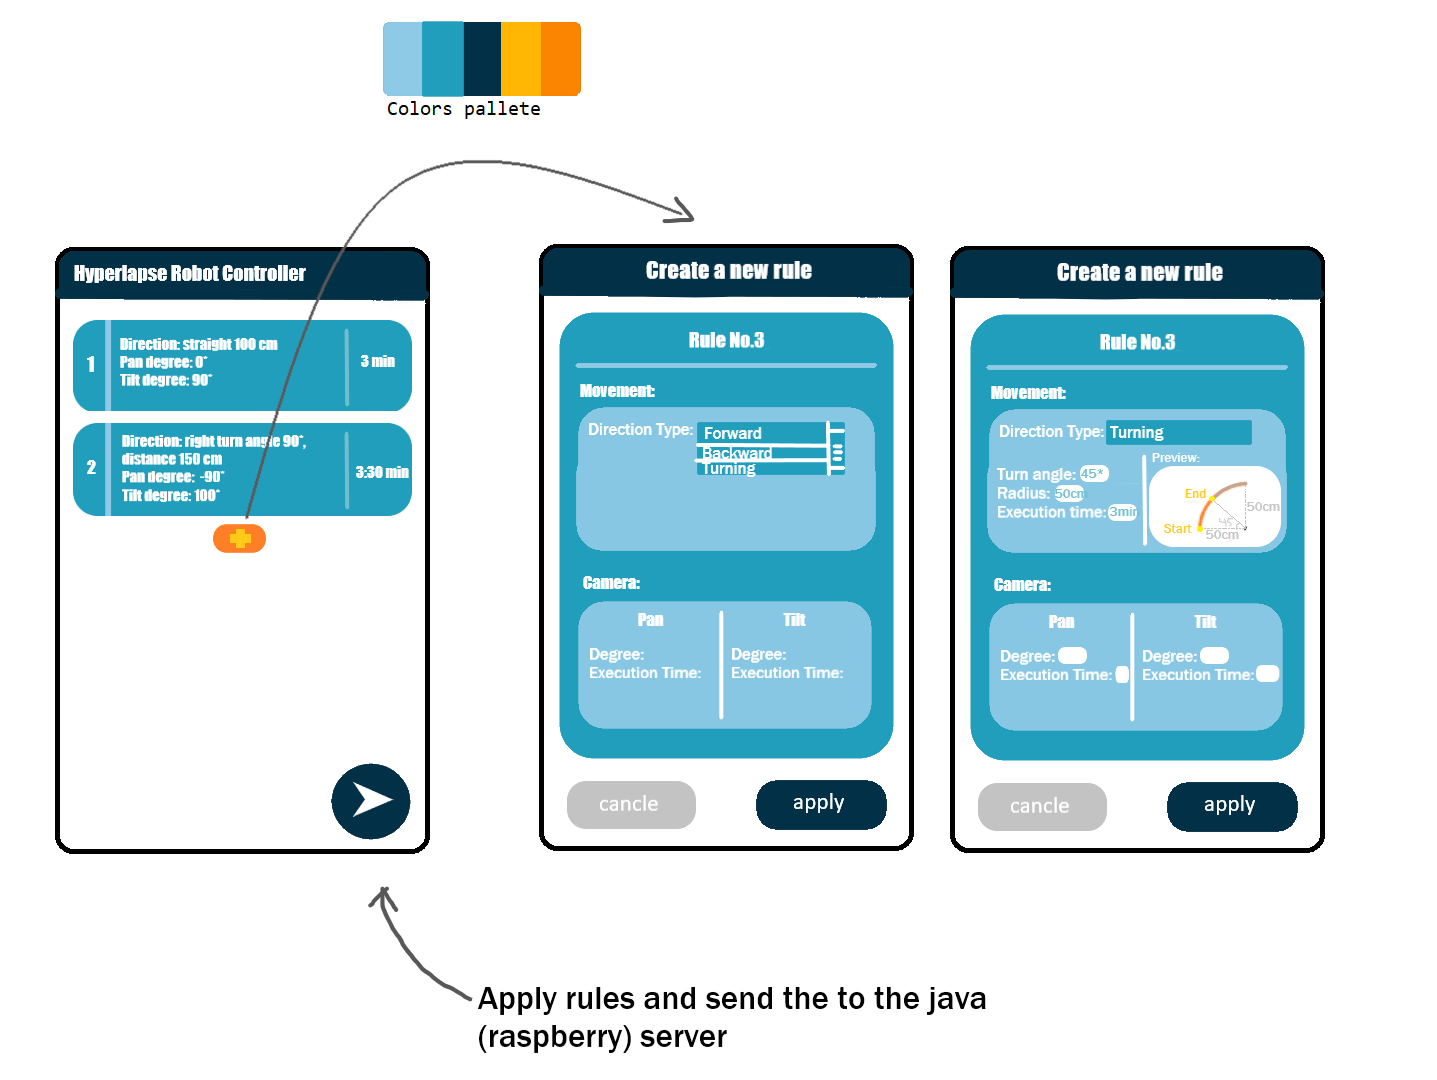 Colors pallete
Hyperlapse Robot Controller
1
Direction: straight 100 cm
Pan degree: 0°
Tilt degree: 90°
3 min
2
Direction: right turn angle 90°,
distance 150 cm
Pan degree: -90°
Tilt degree: 100°
3:30 min
Create a new rule
Rule No.3
Movement:
Direction Type:
Forward
Backward
Turning
Camera:
Pan
Degree:
Execution Time:
Tilt
Degree:
Execution Time:
cancle
apply
Create a new rule
Rule No.3
Movement:
Direction Type: Turning
Turn angle: 45°
Radius: 50cm
Execution time: 3min
Preview:
End
Start
45°
50cm
50cm
Camera:
Pan
Degree:
Execution Time:
Tilt
Degree:
Execution Time:
cancle
apply
Apply rules and send the to the java
(raspberry) server